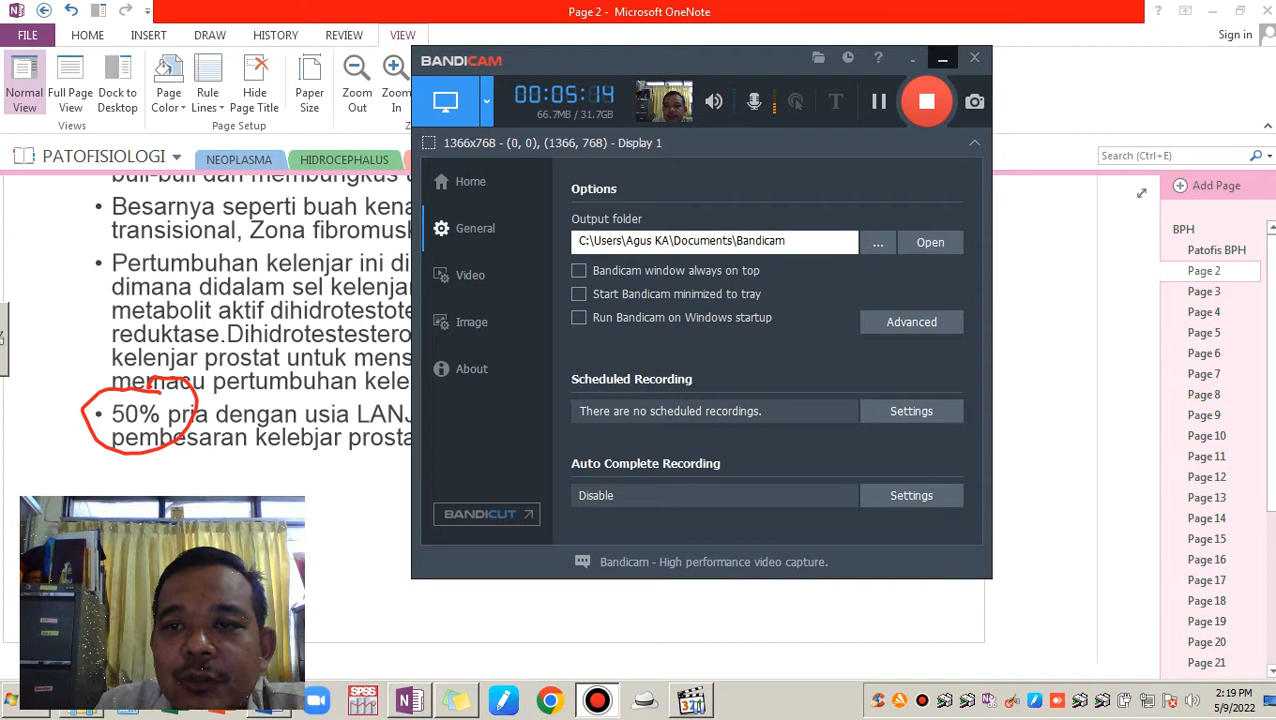 Page 2 - Microsoft OneNote
FILE HOME INSERT DRAW HISTORY REVIEW VIEW
Sign in
Normal View
Full Page View
Dock to Desktop
Views
Page Color
Rule Lines
Hide Page Title
Page Setup
Paper Size
Zoom Out
Zoom In
PATOFISIOLOGI
NEOPLASMA
HIDROCEPHALUS
Search (Ctrl+E)
buli-buli dan membungkus
• Besarnya seperti buah
transisional, Zona
• Pertumbuhan kelenjar ini
dimana didalam sel
metabolit aktif
reduktase.Dihidrotestestero
kelenjar prostat untuk
memacu pertumbuhan
• 50% pria dengan usia
pembesaran kelebjar
BANDICAM
00:05:14
66.7MB / 31.7GB
1366x768 - (0, 0), (1366, 768) - Display 1
Home
General
Video
Image
About
BANDICUT
Options
Output folder
C:\Users\Agus KA\Documents\Bandicam
...
Open
Bandicam window always on top
Start Bandicam minimized to tray
Run Bandicam on Windows startup
Advanced
Scheduled Recording
There are no scheduled recordings.
Settings
Auto Complete Recording
Disable
Settings
Bandicam - High performance video capture.
Add Page
BPH
Patofis BPH
Page 2
Page 3
Page 4
Page 5
Page 6
Page 7
Page 8
Page 9
Page 10
Page 11
Page 12
Page 13
Page 14
Page 15
Page 16
Page 17
Page 18
Page 19
Page 20
Page 21
SPSS
321
2:19 PM
5/9/2022